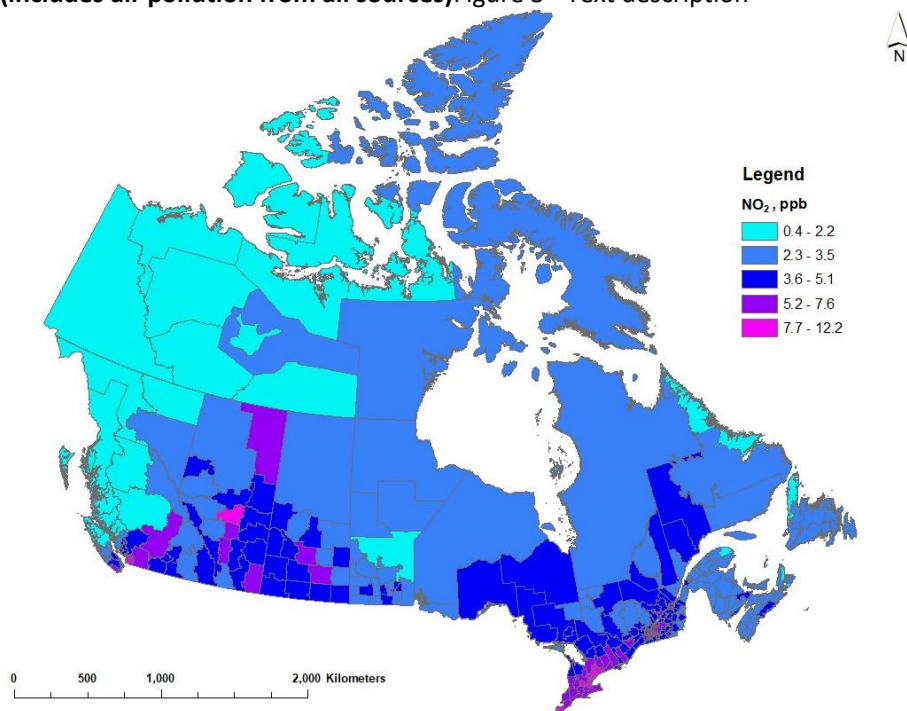 (includes air pollution from all sources)Figure 3 - Text description
N
Legend
NO₂, ppb
0.4 - 2.2
2.3 - 3.5
3.6 - 5.1
5.2 - 7.6
7.7 - 12.2
0 500 1,000 2,000 Kilometers